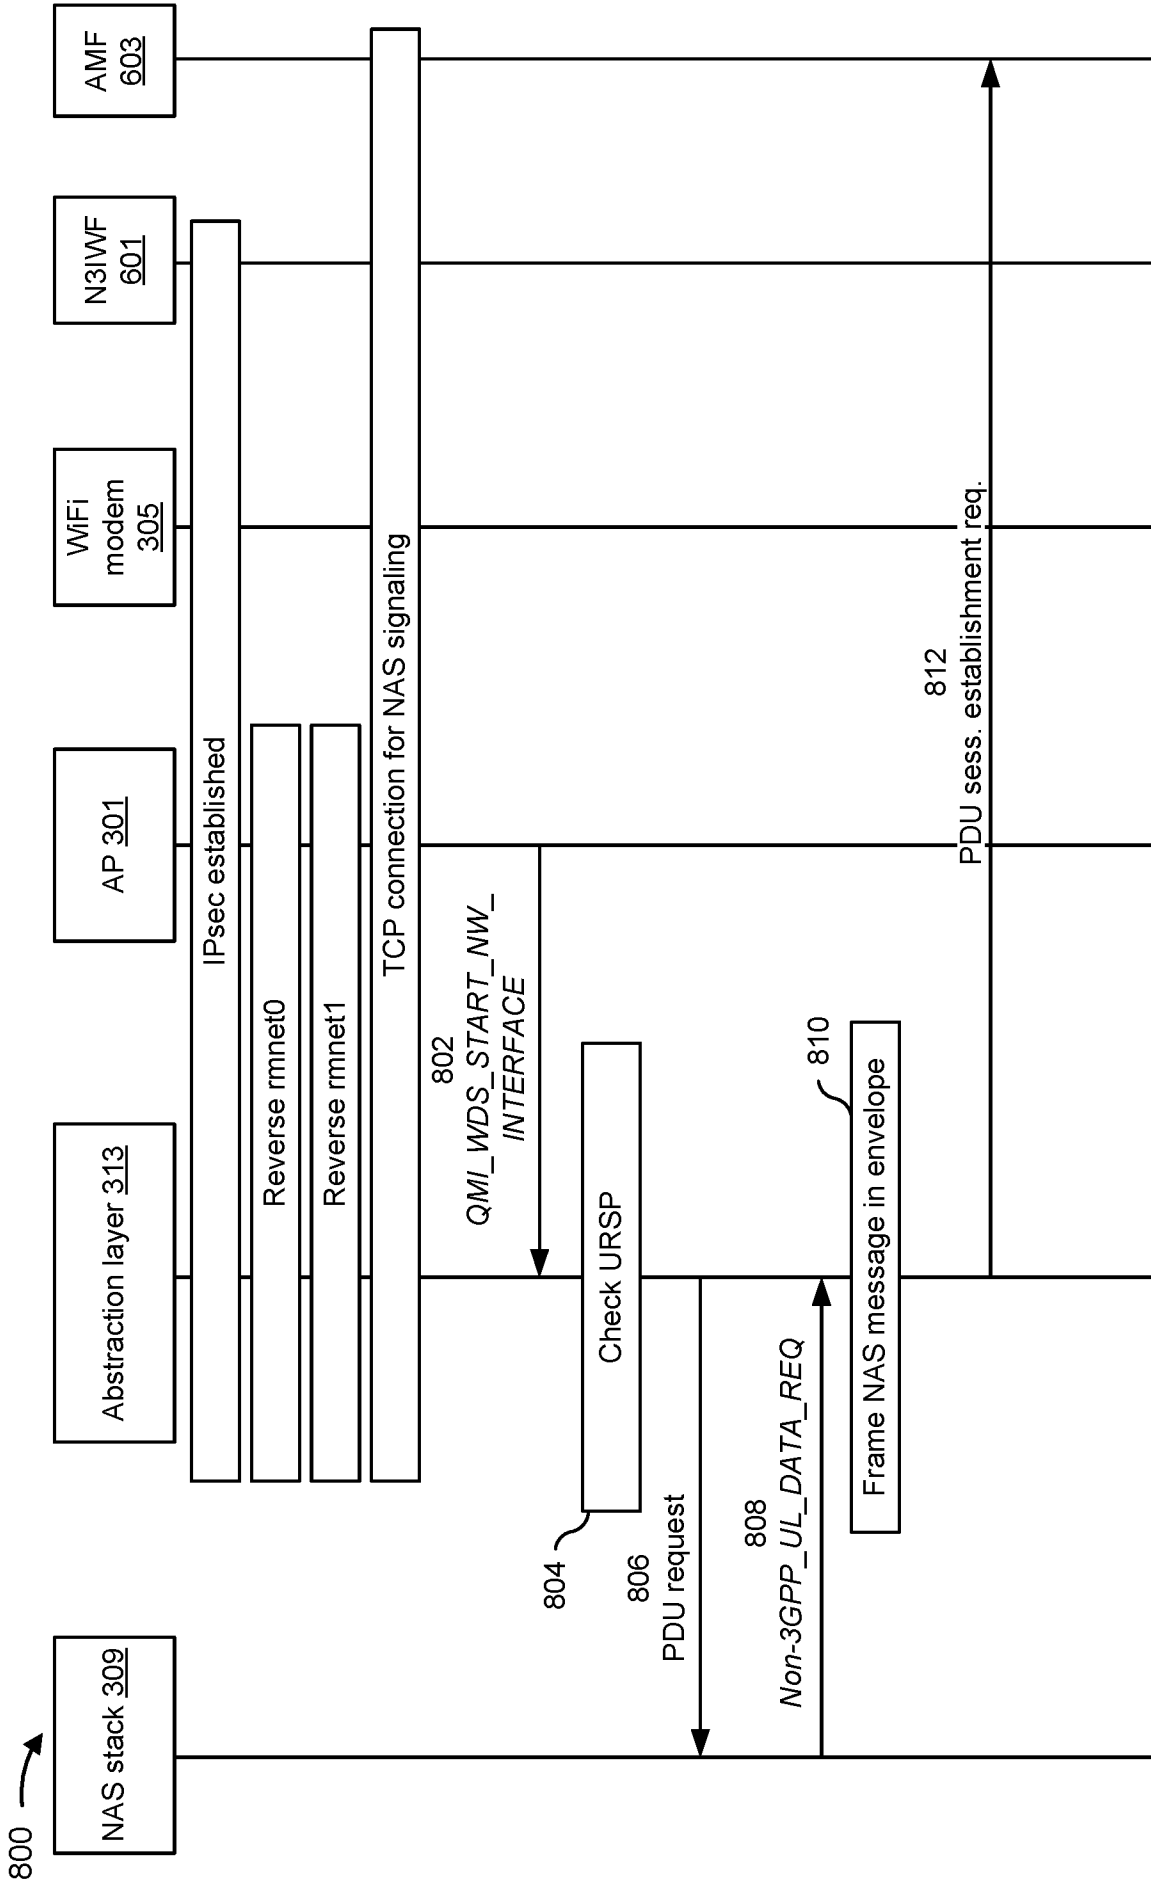 800
NAS stack 309
Abstraction layer 313
AP 301
WiFi
modem
305
N3IWF
601
AMF
603
IPsec established
Reverse rmnet0
Reverse rmnet1
TCP connection for NAS signaling
802
QMI_WDS_START_NW_
INTERFACE
804
Check URSP
806
PDU request
808
Non-3GPP_UL_DATA_REQ
810
Frame NAS message in envelope
812
PDU sess. establishment req.